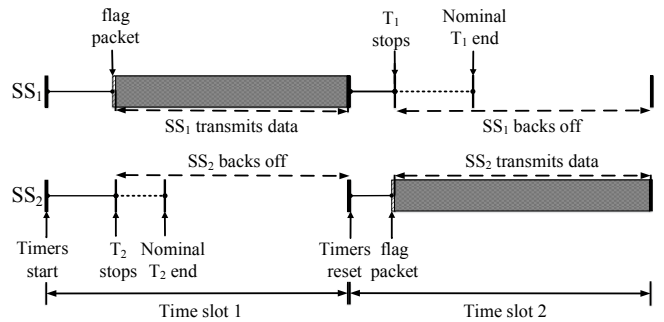 flag
packet
T1
stops
Nominal
T1 end
SS1
SS1 transmits data
SS1 backs off
SS2 backs off
SS2 transmits data
SS2
Timers
start
T2
stops
Nominal
T2 end
Timers
reset
flag
packet
Time slot 1
Time slot 2